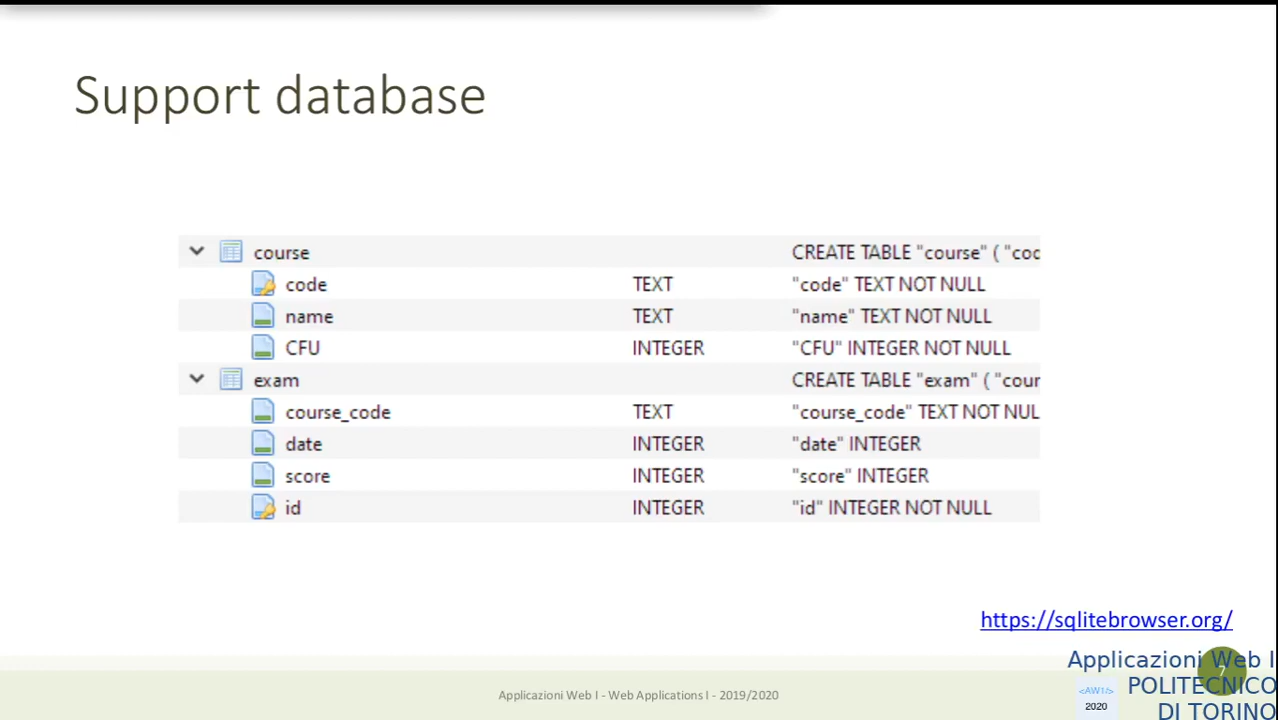 Support database
course CREATE TABLE "course" ( "coc
code TEXT "code" TEXT NOT NULL
name TEXT "name" TEXT NOT NULL
CFU INTEGER "CFU" INTEGER NOT NULL
exam CREATE TABLE "exam" ( "cour
course_code TEXT "course_code" TEXT NOT NUL
date INTEGER "date" INTEGER
score INTEGER "score" INTEGER
id INTEGER "id" INTEGER NOT NULL
https://sqlitebrowser.org/
Applicazioni Web I - Web Applications I - 2019/2020
7
Applicazioni Web I
POLITECNICO
DI TORINO
<AW1/>
2020